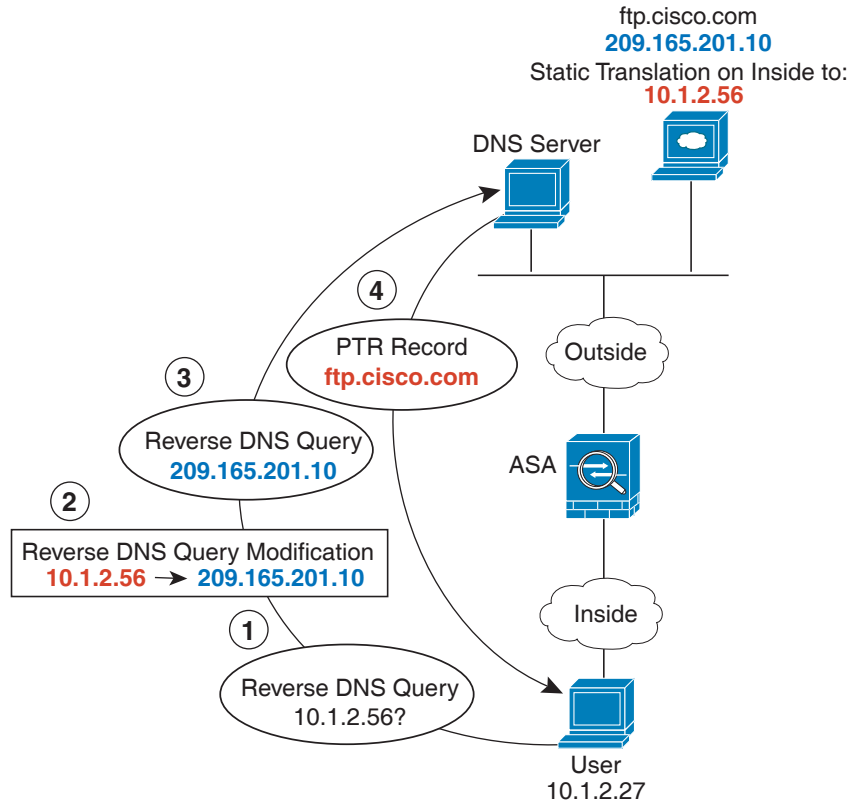 ftp.cisco.com
209.165.201.10
Static Translation on Inside to:
10.1.2.56
DNS Server
4
PTR Record
ftp.cisco.com
Outside
3
Reverse DNS Query
209.165.201.10
ASA
2
Reverse DNS Query Modification
10.1.2.56 → 209.165.201.10
Inside
1
Reverse DNS Query
10.1.2.56?
User
10.1.2.27